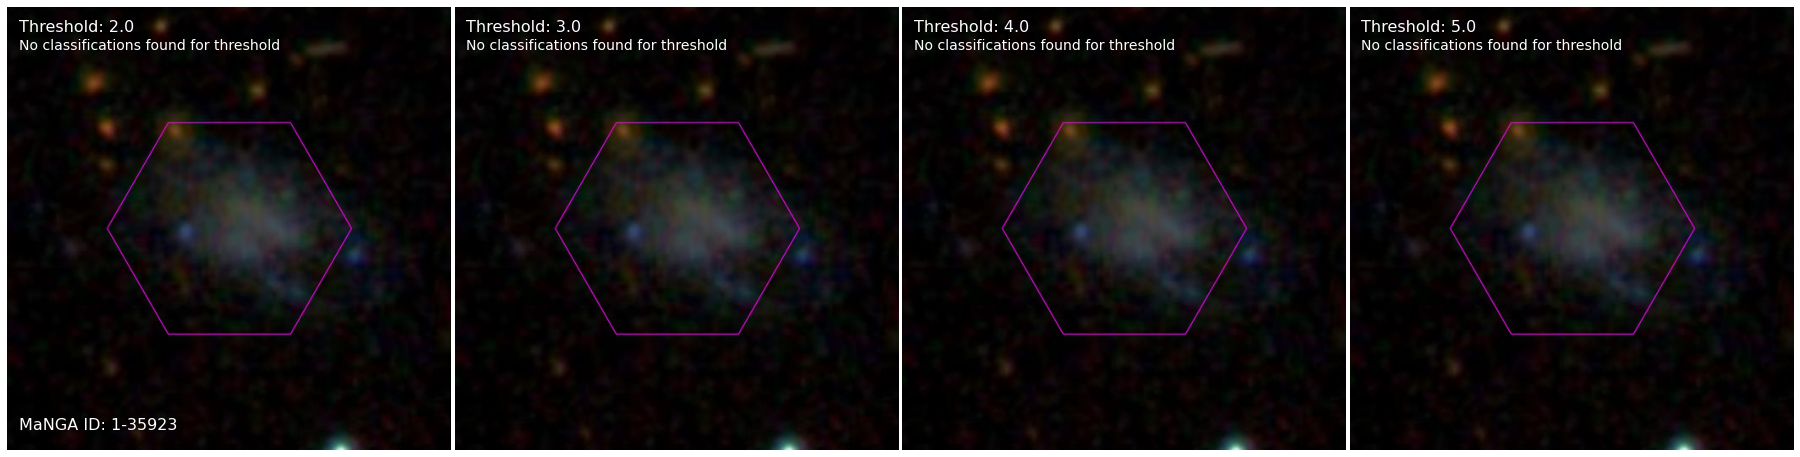 Threshold: 2.0
No classifications found for threshold
MaNGA ID: 1-35923
Threshold: 3.0
No classifications found for threshold
Threshold: 4.0
No classifications found for threshold
Threshold: 5.0
No classifications found for threshold